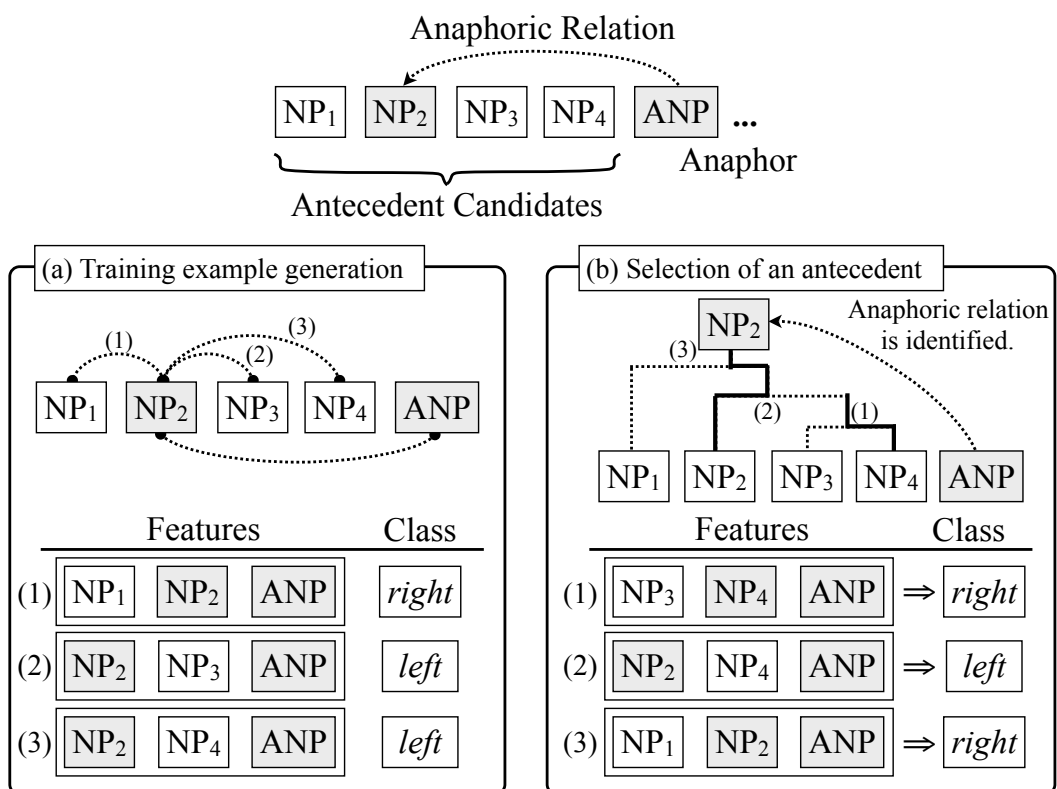 Anaphoric Relation
NP₁ NP₂ NP₃ NP₄ ANP ...
Anaphor
Antecedent Candidates
(a) Training example generation
(1) (2) (3)
NP₁ NP₂ NP₃ NP₄ ANP
Features Class
(1) NP₁ NP₂ ANP right
(2) NP₂ NP₃ ANP left
(3) NP₂ NP₄ ANP left
(b) Selection of an antecedent
NP₂
Anaphoric relation
is identified.
(3)
(2) (1)
NP₁ NP₂ NP₃ NP₄ ANP
Features Class
(1) NP₃ NP₄ ANP ⇒ right
(2) NP₂ NP₄ ANP ⇒ left
(3) NP₁ NP₂ ANP ⇒ right